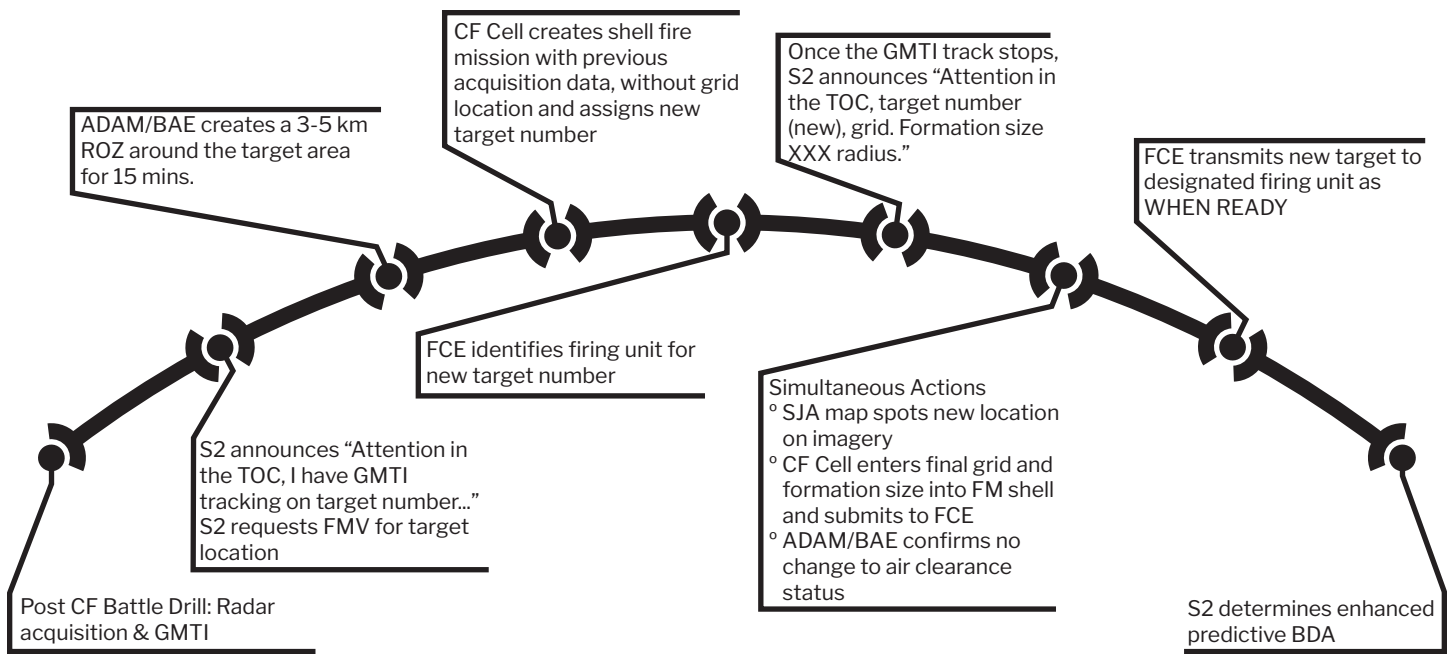 Post CF Battle Drill: Radar
acquisition & GMTI
S2 announces “Attention in
the TOC, I have GMTI
tracking on target number...”
S2 requests FMV for target
location
ADAM/BAE creates a 3-5 km
ROZ around the target area
for 15 mins.
CF Cell creates shell fire
mission with previous
acquisition data, without grid
location and assigns new
target number
FCE identifies firing unit for
new target number
Once the GMTI track stops,
S2 announces “Attention in
the TOC, target number
(new), grid. Formation size
XXX radius.”
Simultaneous Actions
º SJA map spots new location
on imagery
º CF Cell enters final grid and
formation size into FM shell
and submits to FCE
º ADAM/BAE confirms no
change to air clearance
status
FCE transmits new target to
designated firing unit as
WHEN READY
S2 determines enhanced
predictive BDA